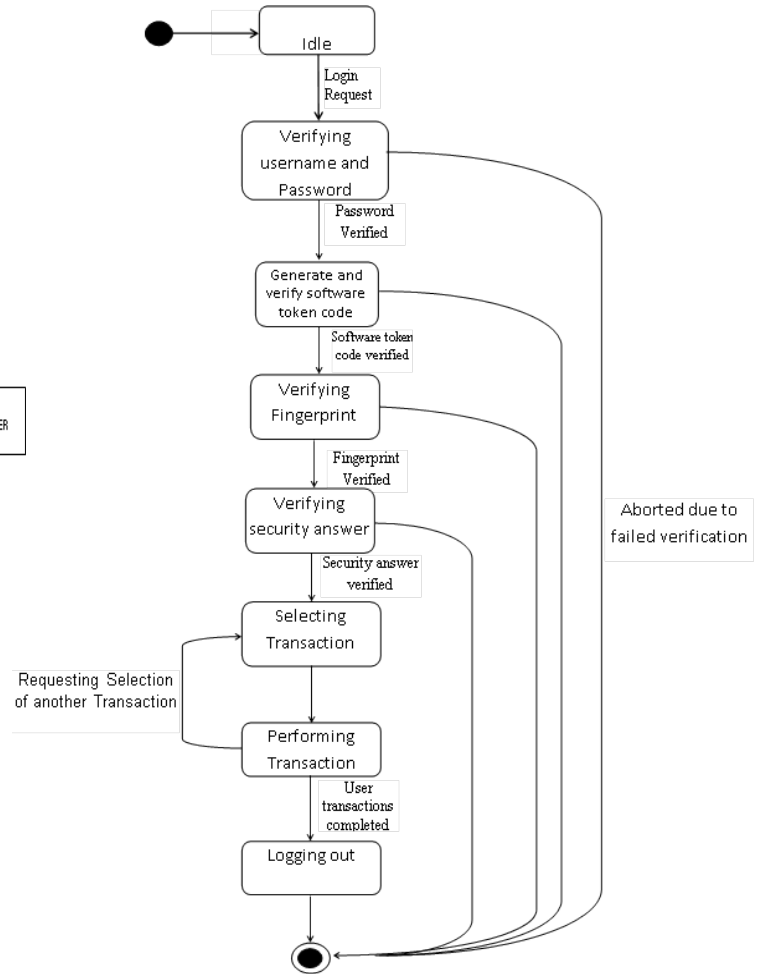 Idle
Login
Request
Verifying
username and
Password
Password
Verified
Generate and
verify software
token code
Software token
code verified
Verifying
Fingerprint
ER
Fingerprint
Verified
Verifying
security answer
Aborted due to
failed verification
Security answer
verified
Selecting
Transaction
Requesting Selection
of another Transaction
Performing
Transaction
User
transactions
completed
Logging out